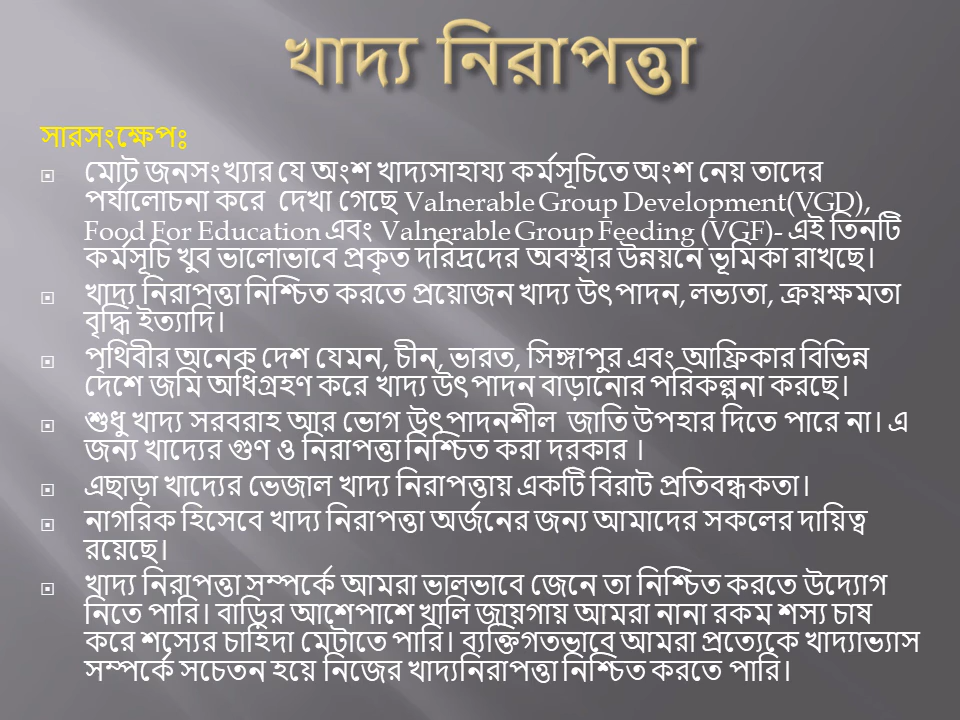 খাদ্য নিরাপত্তা
সারসংক্ষেপঃ
মোট জনসংখ্যার যে অংশ খাদ্যসাহায্য কর্মসূচিতে অংশ নেয় তাদের
পর্যালোচনা করে দেখা গেছে Valnerable Group Development(VGD),
Food For Education এবং Valnerable Group Feeding (VGF)- এই তিনটি
কর্মসূচি খুব ভালোভাবে প্রকৃত দরিদ্রদের অবস্থার উন্নয়নে ভূমিকা রাখছে।
খাদ্য নিরাপত্তা নিশ্চিত করতে প্রয়োজন খাদ্য উৎপাদন, লভ্যতা, ক্রয়ক্ষমতা
বৃদ্ধি ইত্যাদি।
পৃথিবীর অনেক দেশ যেমন, চীন, ভারত, সিঙ্গাপুর এবং আফ্রিকার বিভিন্ন
দেশে জমি অধিগ্রহণ করে খাদ্য উৎপাদন বাড়ানোর পরিকল্পনা করছে।
শুধু খাদ্য সরবরাহ আর ভোগ উৎপাদনশীল জাতি উপহার দিতে পারে না। এ
জন্য খাদ্যের গুণ ও নিরাপত্তা নিশ্চিত করা দরকার ।
এছাড়া খাদ্যের ভেজাল খাদ্য নিরাপত্তায় একটি বিরাট প্রতিবন্ধকতা।
নাগরিক হিসেবে খাদ্য নিরাপত্তা অর্জনের জন্য আমাদের সকলের দায়িত্ব
রয়েছে।
খাদ্য নিরাপত্তা সম্পর্কে আমরা ভালভাবে জেনে তা নিশ্চিত করতে উদ্যোগ
নিতে পারি। বাড়ির আশেপাশে খালি জায়গায় আমরা নানা রকম শস্য চাষ
করে শস্যের চাহিদা মেটাতে পারি। ব্যক্তিগতভাবে আমরা প্রত্যেকে খাদ্যাভ্যাস
সম্পর্কে সচেতন হয়ে নিজের খাদ্যনিরাপত্তা নিশ্চিত করতে পারি।